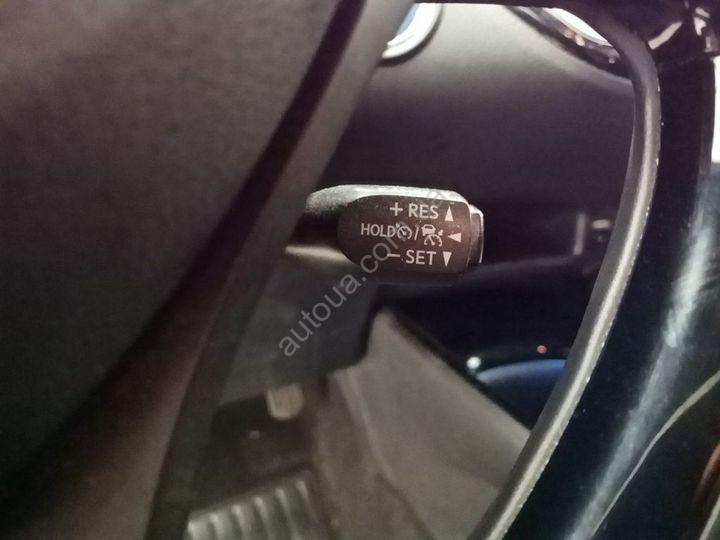 + RES ▲
HOLD / ◄
− SET ▼
autoua.com